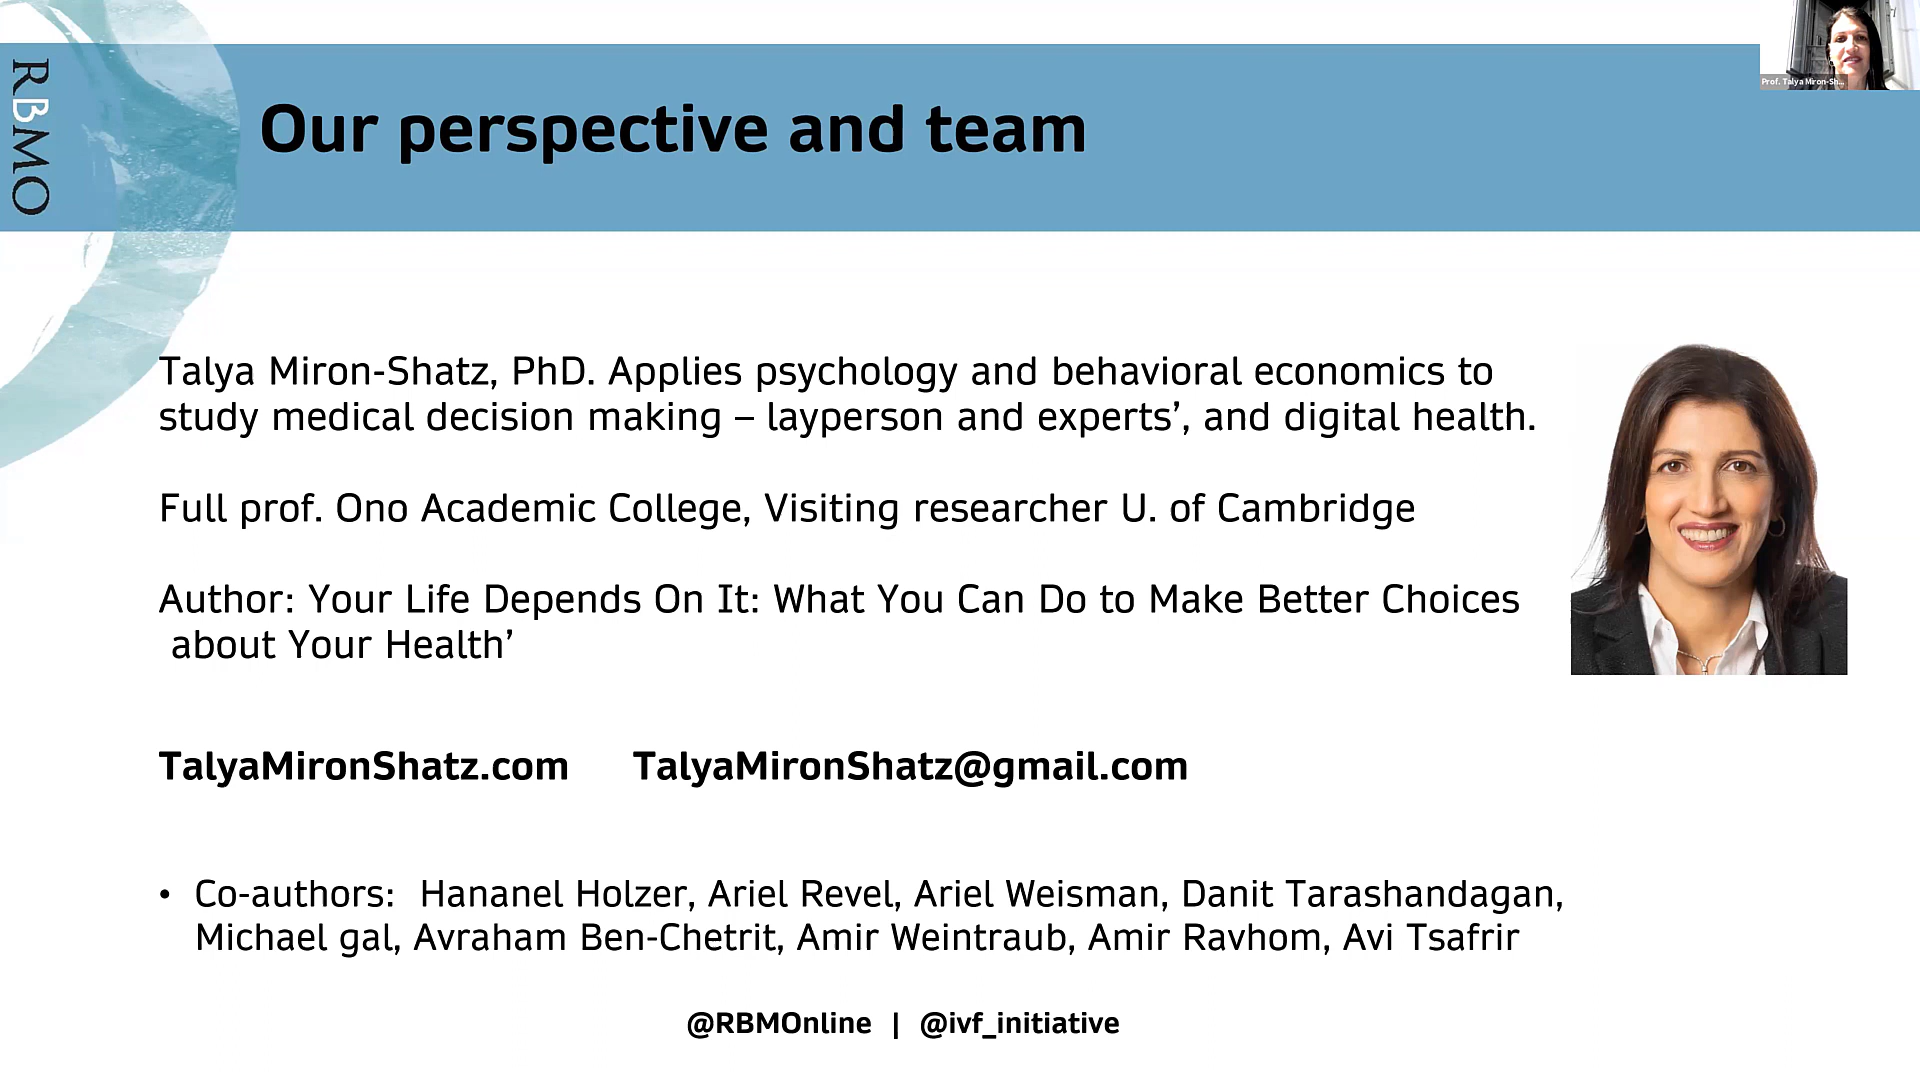 RBMO
Prof. Talya Miron-Sh...
Our perspective and team
Talya Miron-Shatz, PhD. Applies psychology and behavioral economics to
study medical decision making – layperson and experts’, and digital health.
Full prof. Ono Academic College, Visiting researcher U. of Cambridge
Author: Your Life Depends On It: What You Can Do to Make Better Choices
about Your Health’
TalyaMironShatz.com TalyaMironShatz@gmail.com
• Co-authors: Hananel Holzer, Ariel Revel, Ariel Weisman, Danit Tarashandagan,
Michael gal, Avraham Ben-Chetrit, Amir Weintraub, Amir Ravhom, Avi Tsafrir
@RBMOnline | @ivf_initiative